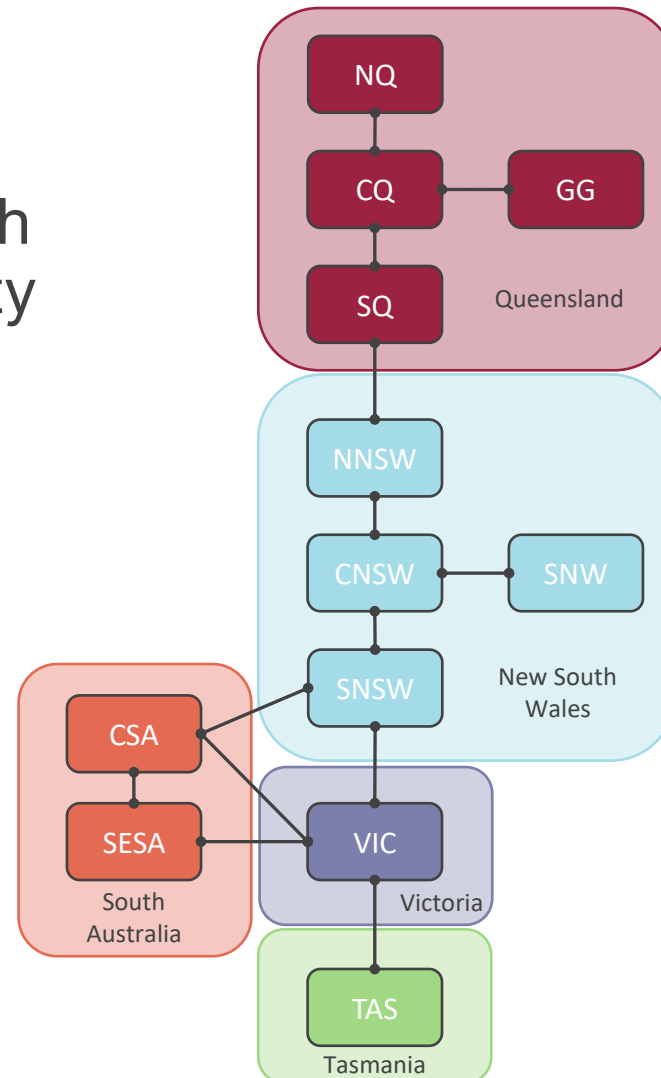 NQ
CQ
GG
SQ
Queensland
NNSW
CNSW
SNW
SNSW
New South
Wales
CSA
SESA
South
Australia
VIC
Victoria
TAS
Tasmania